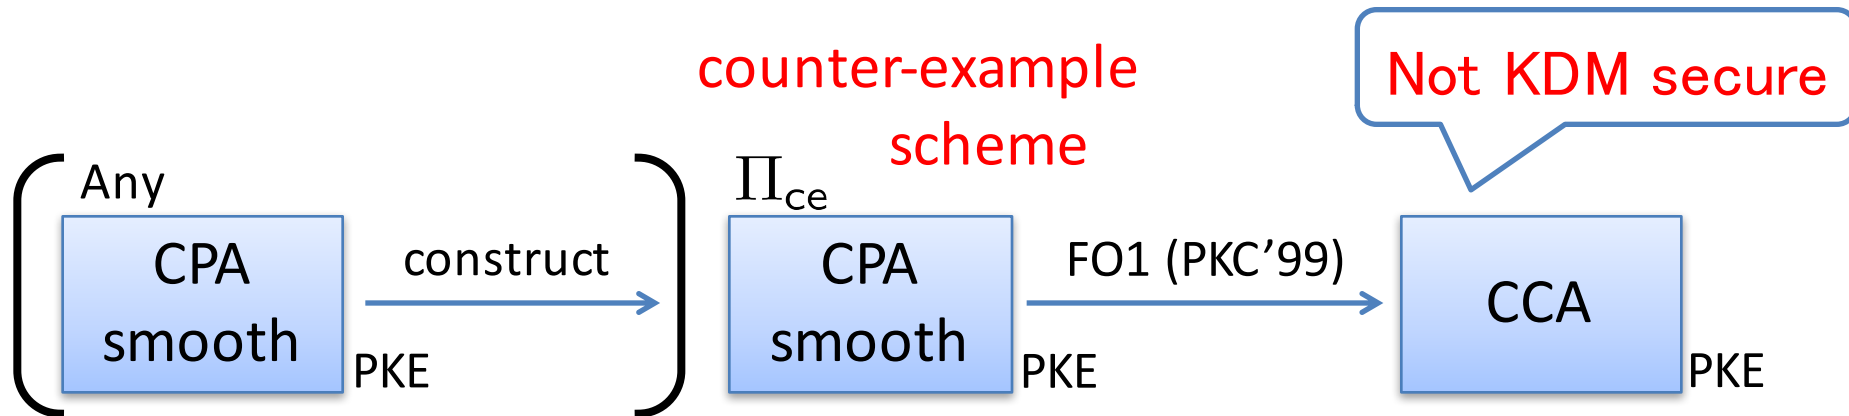 counter-example
scheme
Not KDM secure
Any
CPA
smooth
PKE
construct
Πce
CPA
smooth
PKE
FO1 (PKC’99)
CCA
PKE